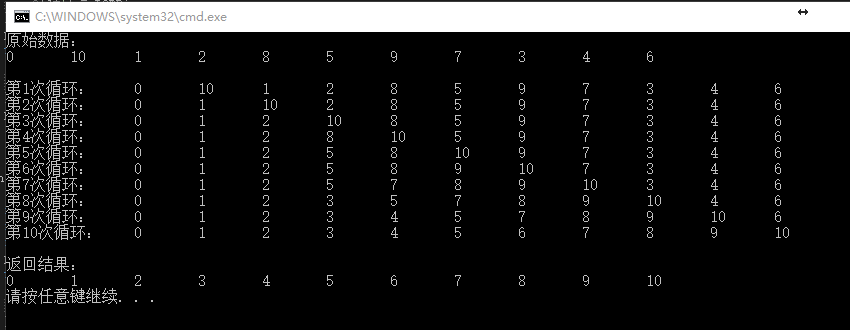 C:\WINDOWS\system32\cmd.exe
原始数据:
0 10 1 2 8 5 9 7 3 4 6
第1次循环: 0 10 1 2 8 5 9 7 3 4 6
第2次循环: 0 1 10 2 8 5 9 7 3 4 6
第3次循环: 0 1 2 10 8 5 9 7 3 4 6
第4次循环: 0 1 2 8 10 5 9 7 3 4 6
第5次循环: 0 1 2 5 8 10 9 7 3 4 6
第6次循环: 0 1 2 5 8 9 10 7 3 4 6
第7次循环: 0 1 2 5 7 8 9 10 3 4 6
第8次循环: 0 1 2 3 5 7 8 9 10 4 6
第9次循环: 0 1 2 3 4 5 7 8 9 10 6
第10次循环: 0 1 2 3 4 5 6 7 8 9 10
返回结果:
0 1 2 3 4 5 6 7 8 9 10
请按任意键继续. . .